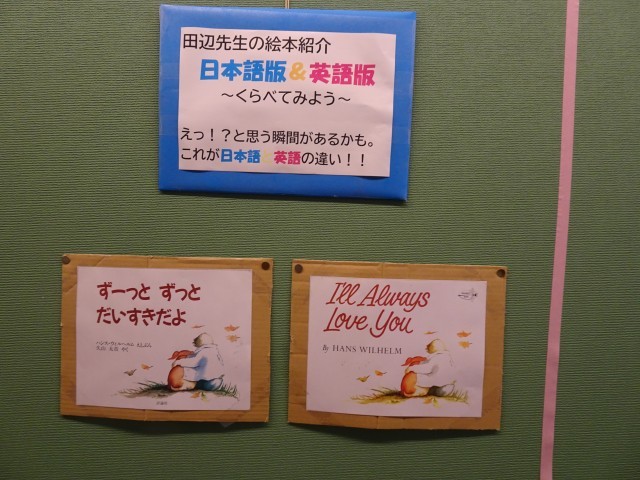 田辺先生の絵本紹介
日本語版&英語版
～くらべてみよう～
えっ！？と思う瞬間があるかも。
これが日本語&英語の違い！！
ずーっと ずっと
だいすきだよ
I'll Always
Love You
By HANS WILHELM